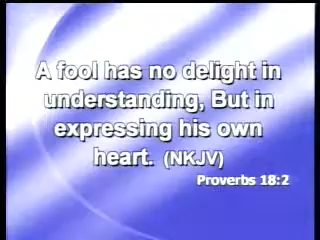 A fool has no delight in
understanding, But in
expressing his own
heart. (NKJV)
Proverbs 18:2